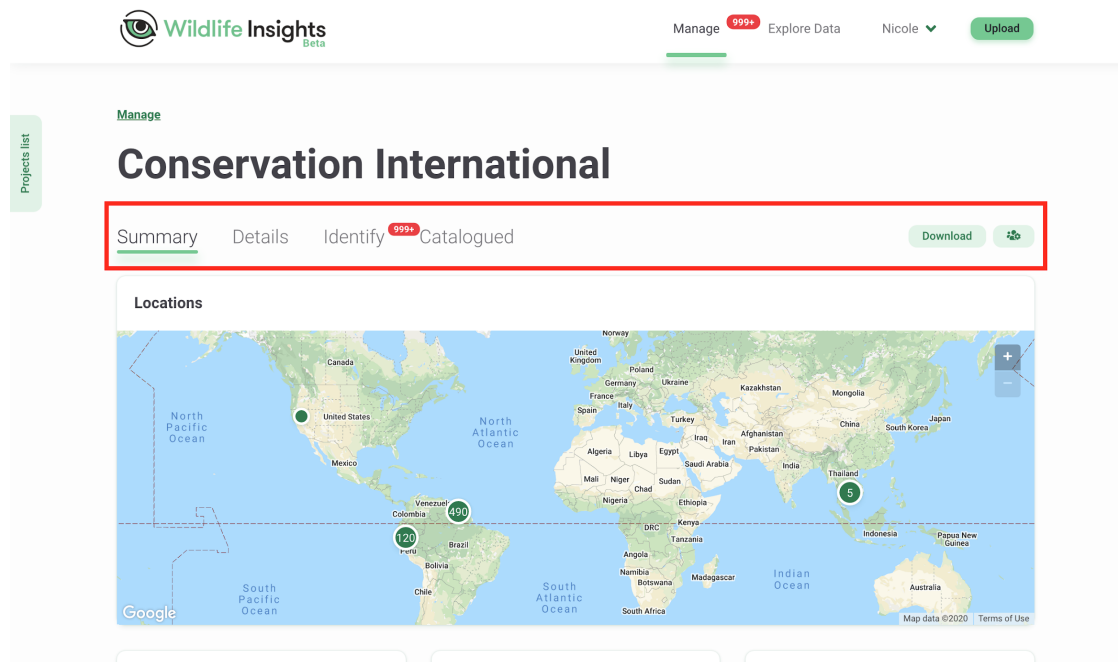 Wildlife Insights
Beta
Manage 999+ Explore Data Nicole Upload
Projects list
Manage
Conservation International
Summary Details Identify 999+ Catalogued Download
Locations
Norway
Canada
United Kingdom
Poland
Germany
Ukraine
Kazakhstan
Mongolia
France
Italy
Spain
North Pacific Ocean
United States
North Atlantic Ocean
Turkey
China
Japan
South Korea
Iraq
Iran
Afghanistan
Pakistan
Algeria
Libya
Egypt
Saudi Arabia
India
Mexico
Thailand
Mali
Niger
Chad
Sudan
5
Nigeria
Ethiopia
Venezuel
490
Colombia
DRC
Kenya
Tanzania
Indonesia
Papua New Guinea
120
Peru
Brazil
Angola
Bolivia
Namibia
Botswana
Madagascar
Indian Ocean
Chile
South Pacific Ocean
South Atlantic Ocean
Australia
South Africa
+
−
Google
Map data ©2020 Terms of Use